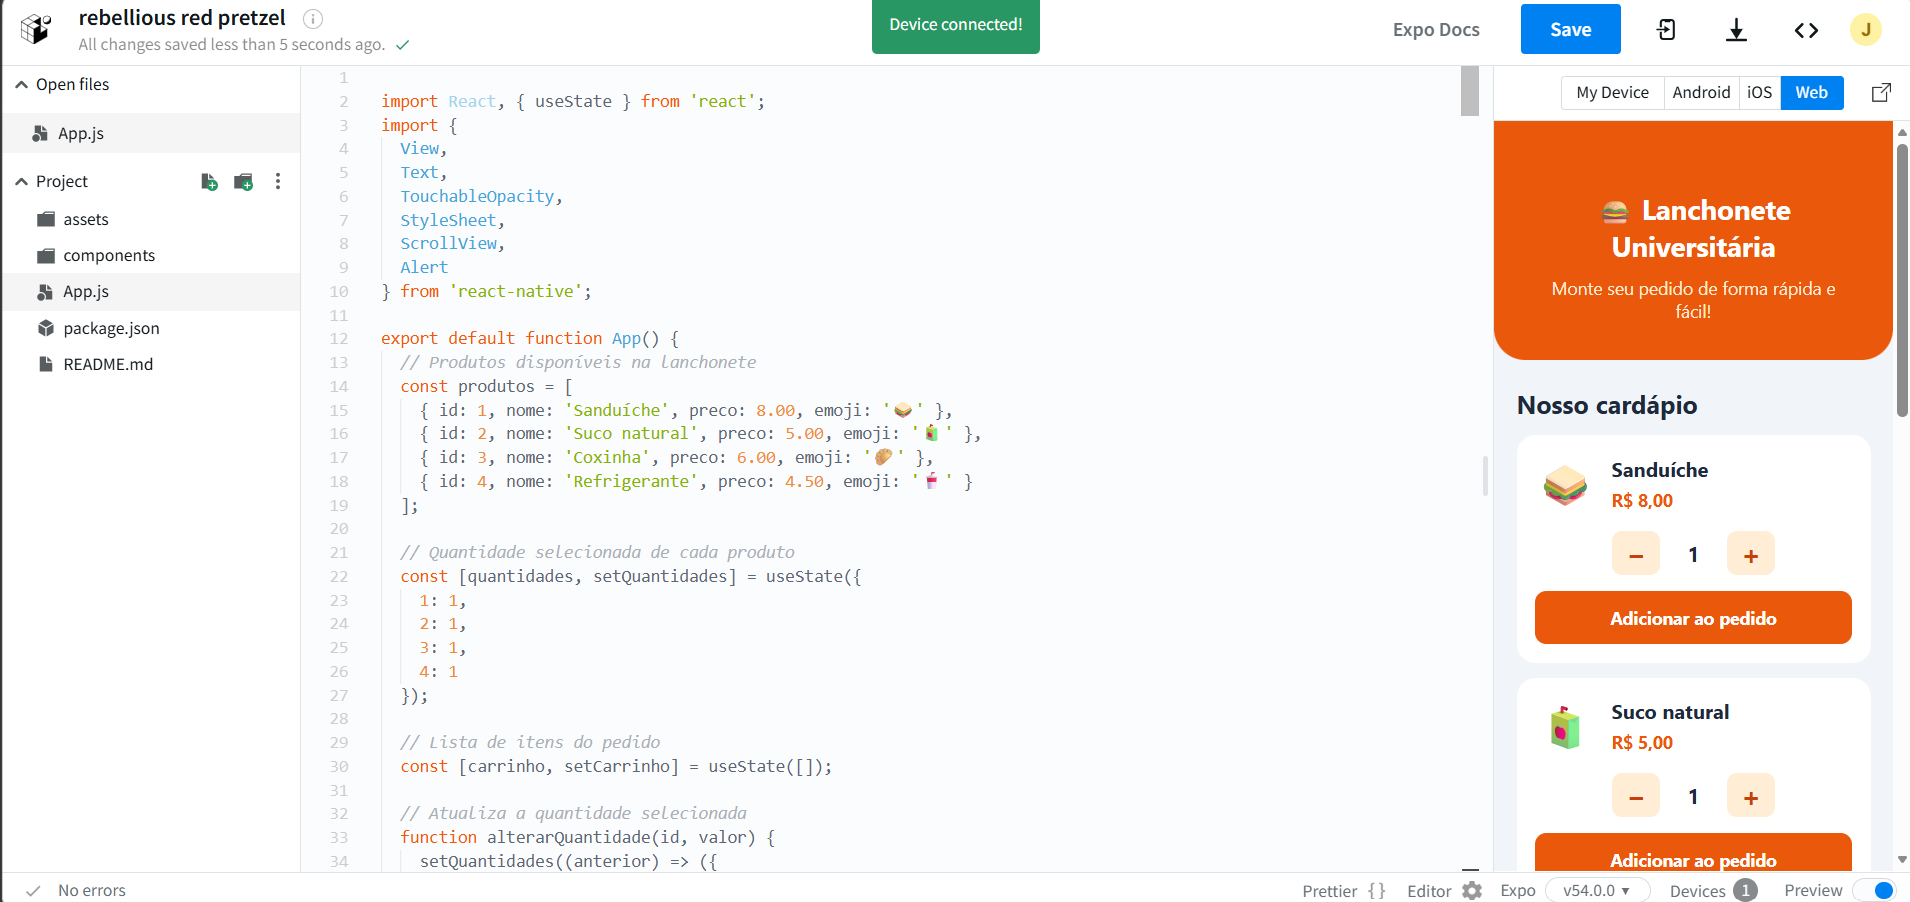 rebellious red pretzel
All changes saved less than 5 seconds ago.
Device connected!
Expo Docs
Save
J
Open files
App.js
Project
assets
components
App.js
package.json
README.md
1
2 import React, { useState } from 'react';
3 import {
4 View,
5 Text,
6 TouchableOpacity,
7 StyleSheet,
8 ScrollView,
9 Alert
10 } from 'react-native';
11
12 export default function App() {
13 // Produtos disponíveis na lanchonete
14 const produtos = [
15 { id: 1, nome: 'Sanduíche', preco: 8.00, emoji: '🥪' },
16 { id: 2, nome: 'Suco natural', preco: 5.00, emoji: '🧃' },
17 { id: 3, nome: 'Coxinha', preco: 6.00, emoji: '🥟' },
18 { id: 4, nome: 'Refrigerante', preco: 4.50, emoji: '🥤' }
19 ];
20
21 // Quantidade selecionada de cada produto
22 const [quantidades, setQuantidades] = useState({
23 1: 1,
24 2: 1,
25 3: 1,
26 4: 1
27 });
28
29 // Lista de itens do pedido
30 const [carrinho, setCarrinho] = useState([]);
31
32 // Atualiza a quantidade selecionada
33 function alterarQuantidade(id, valor) {
34 setQuantidades((anterior) => ({
My Device
Android
iOS
Web
🍔 Lanchonete
Universitária
Monte seu pedido de forma rápida e
fácil!
Nosso cardápio
Sanduíche
R$ 8,00
− 1 +
Adicionar ao pedido
Suco natural
R$ 5,00
− 1 +
Adicionar ao pedido
No errors
Prettier {}
Editor
Expo
v54.0.0
Devices 1
Preview